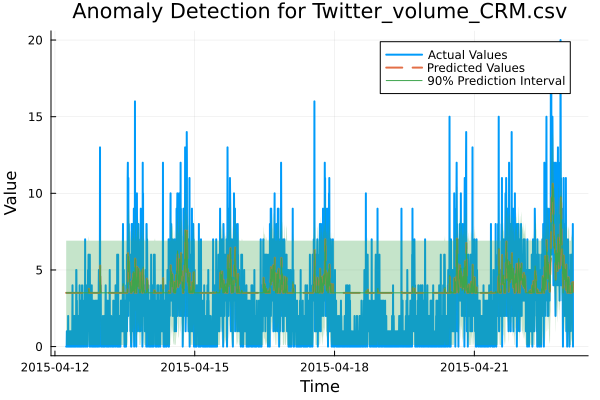 Anomaly Detection for Twitter_volume_CRM.csv
20
15
10
5
0
Value
Actual Values
Predicted Values
90% Prediction Interval
2015-04-12
2015-04-15
2015-04-18
2015-04-21
Time